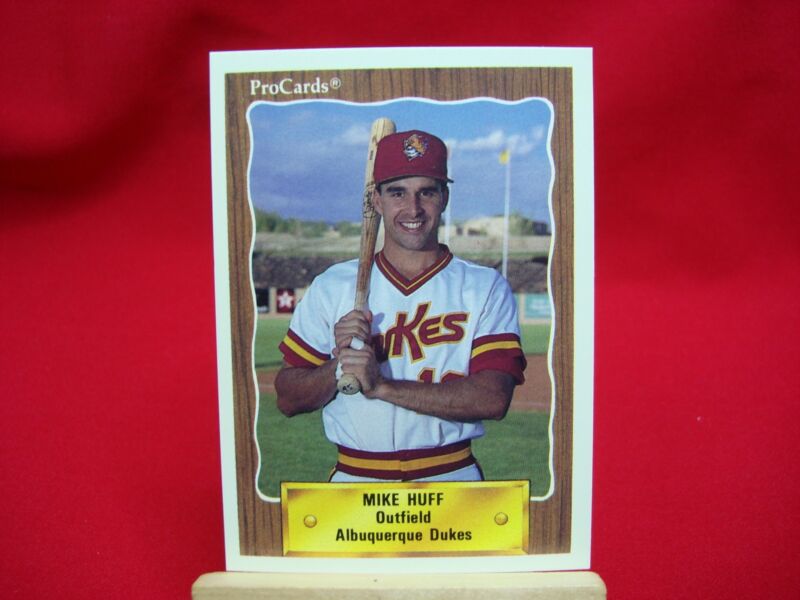 ProCards®
DUKES
MIKE HUFF
Outfield
Albuquerque Dukes